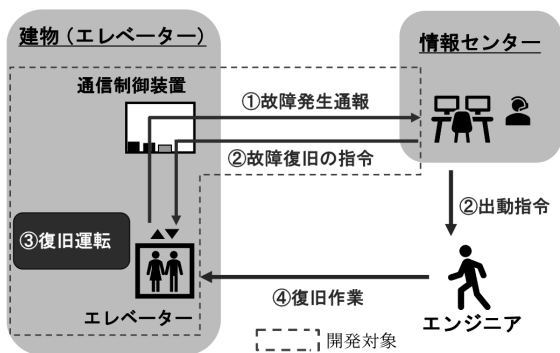 建物(エレベーター)
情報センター
通信制御装置
①故障発生通報
②故障復旧の指令
②出動指令
③復旧運転
④復旧作業
エレベーター
エンジニア
開発対象